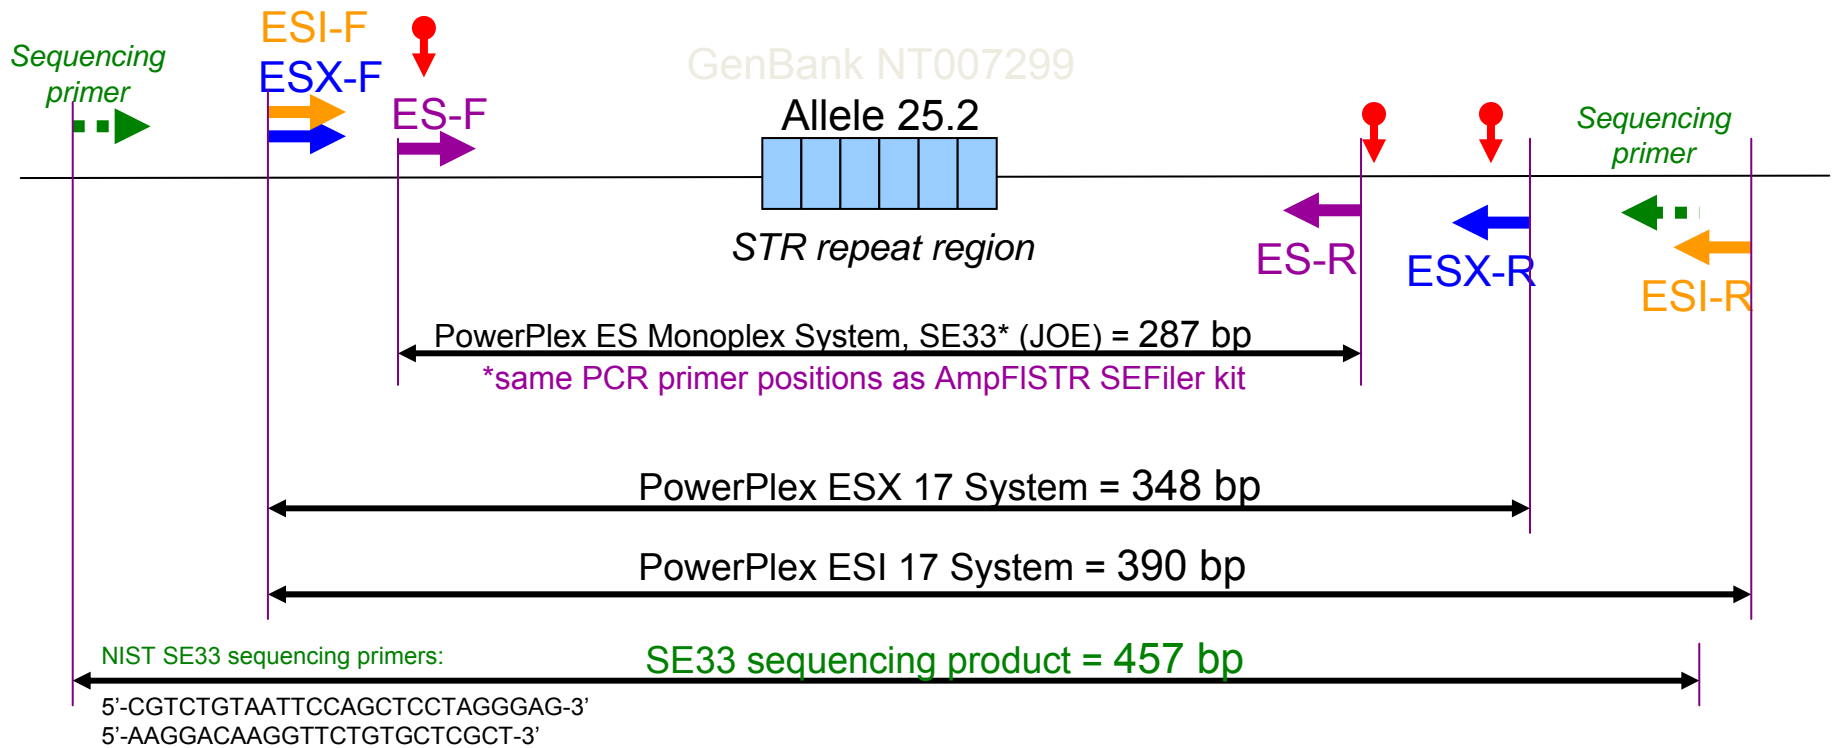 ESI-F
Sequencing
primer
ESX-F
GenBank NT007299
ES-F
Allele 25.2
Sequencing
primer
STR repeat region
ES-R
ESX-R
ESI-R
PowerPlex ES Monoplex System, SE33* (JOE) = 287 bp
*same PCR primer positions as AmpFlSTR SEFiler kit
PowerPlex ESX 17 System = 348 bp
PowerPlex ESI 17 System = 390 bp
NIST SE33 sequencing primers:
SE33 sequencing product = 457 bp
5’-CGTCTGTAATTCCAGCTCCTAGGGAG-3’
5’-AAGGACAAGGTTCTGTGCTCGCT-3’